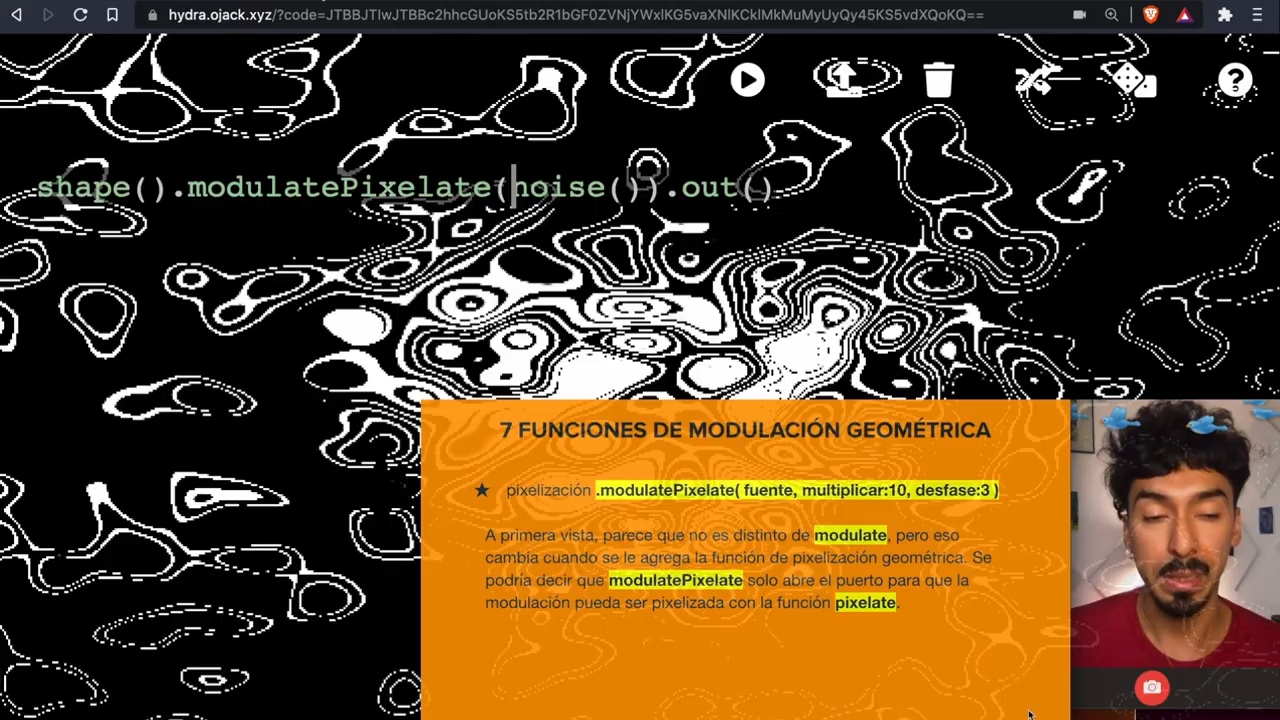 hydra.ojack.xyz/?code=JTBBJTIwJTBBc2hhcGUoKS5tb2R1bGF0ZVNjYWxlKG5vaXNlKCklMkMuMyUyQy45KS5vdXQoKQ==
shape().modulatePixelate(noise()).out()
7 FUNCIONES DE MODULACIÓN GEOMÉTRICA
★ pixelización .modulatePixelate( fuente, multiplicar:10, desfase:3 )
A primera vista, parece que no es distinto de modulate, pero eso
cambia cuando se le agrega la función de pixelización geométrica. Se
podría decir que modulatePixelate solo abre el puerto para que la
modulación pueda ser pixelizada con la función pixelate.